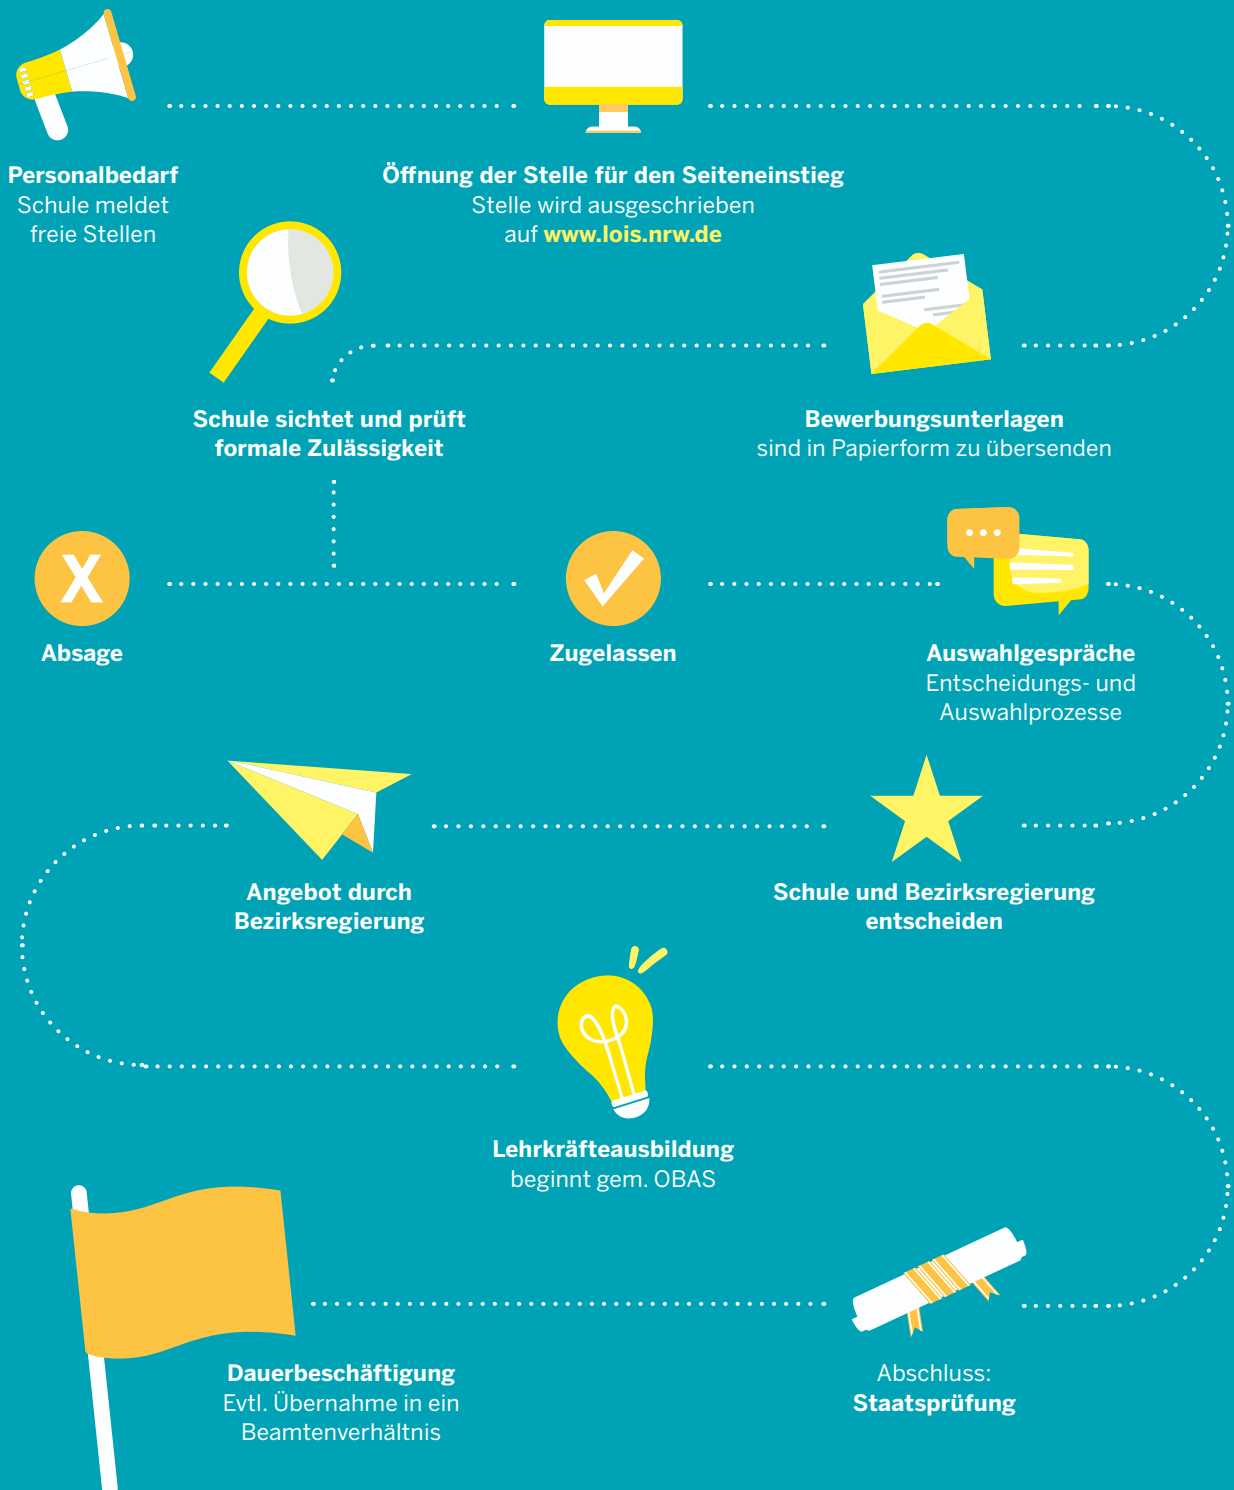 Personalbedarf
Schule meldet
freie Stellen
Öffnung der Stelle für den Seiteneinstieg
Stelle wird ausgeschrieben
auf www.lois.nrw.de
Bewerbungsunterlagen
sind in Papierform zu übersenden
Schule sichtet und prüft
formale Zulässigkeit
X
Absage
Zugelassen
Auswahlgespräche
Entscheidungs- und
Auswahlprozesse
Schule und Bezirksregierung
entscheiden
Angebot durch
Bezirksregierung
Lehrkräfteausbildung
beginnt gem. OBAS
Abschluss:
Staatsprüfung
Dauerbeschäftigung
Evtl. Übernahme in ein
Beamtenverhältnis